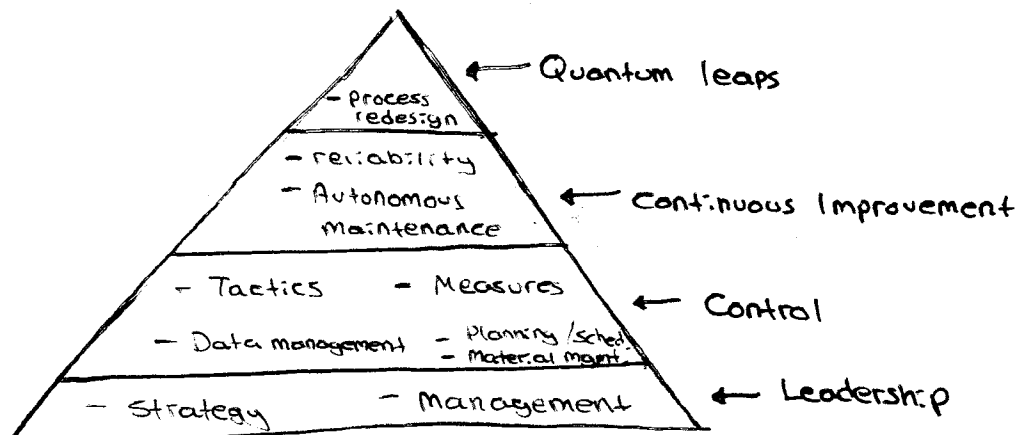 Quantum leaps
- process
redesign
- reliability
- Autonomous
maintenance
Continuous Improvement
- Tactics - Measures
Control
- Data management - Planning/sched.
- Material mgmt.
- Strategy - Management
Leadership